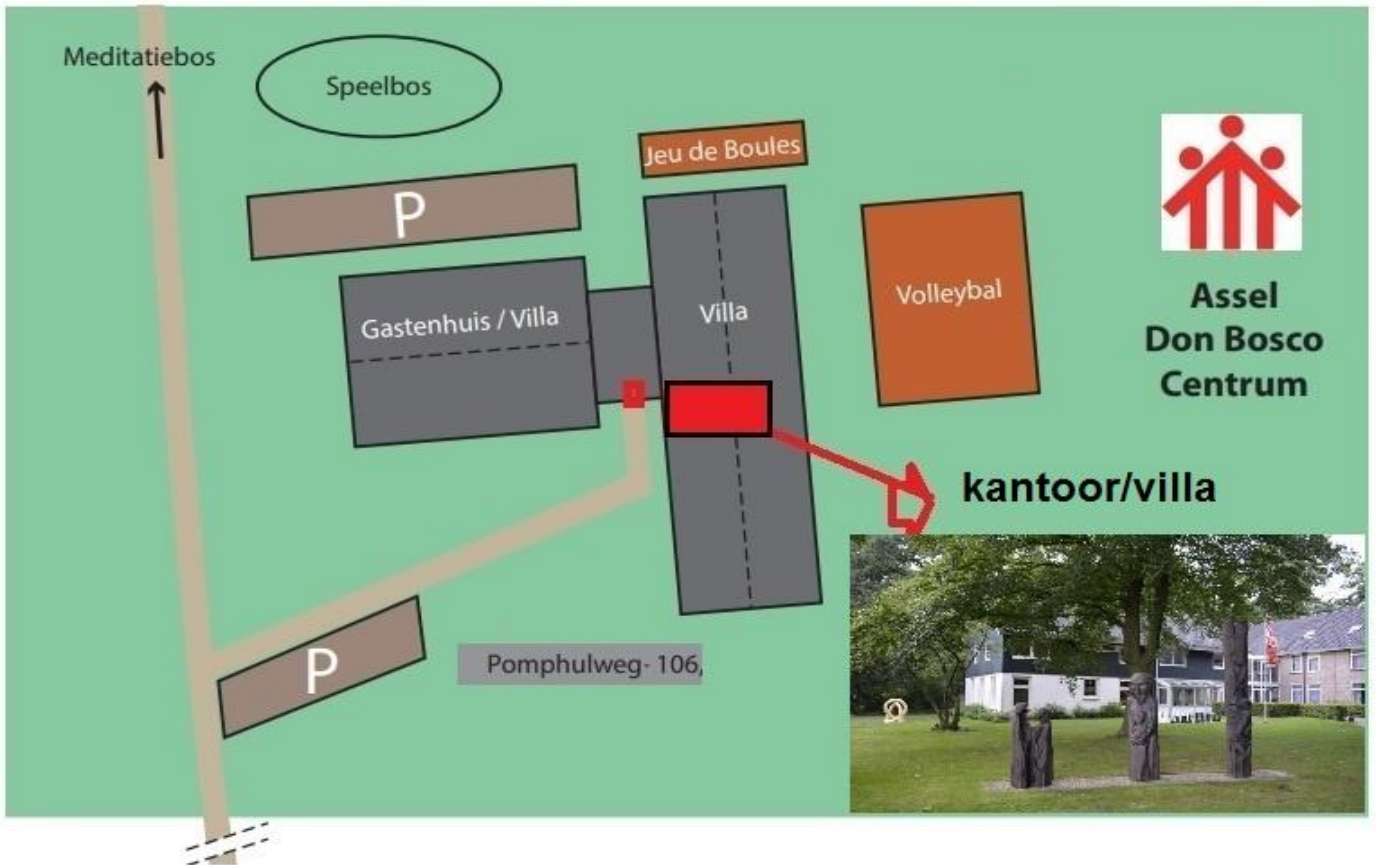 Meditatiebos
Speelbos
Jeu de Boules
P
Gastenhuis / Villa
Villa
Volleybal
Assel
Don Bosco
Centrum
kantoor/villa
P
Pomphulweg- 106,